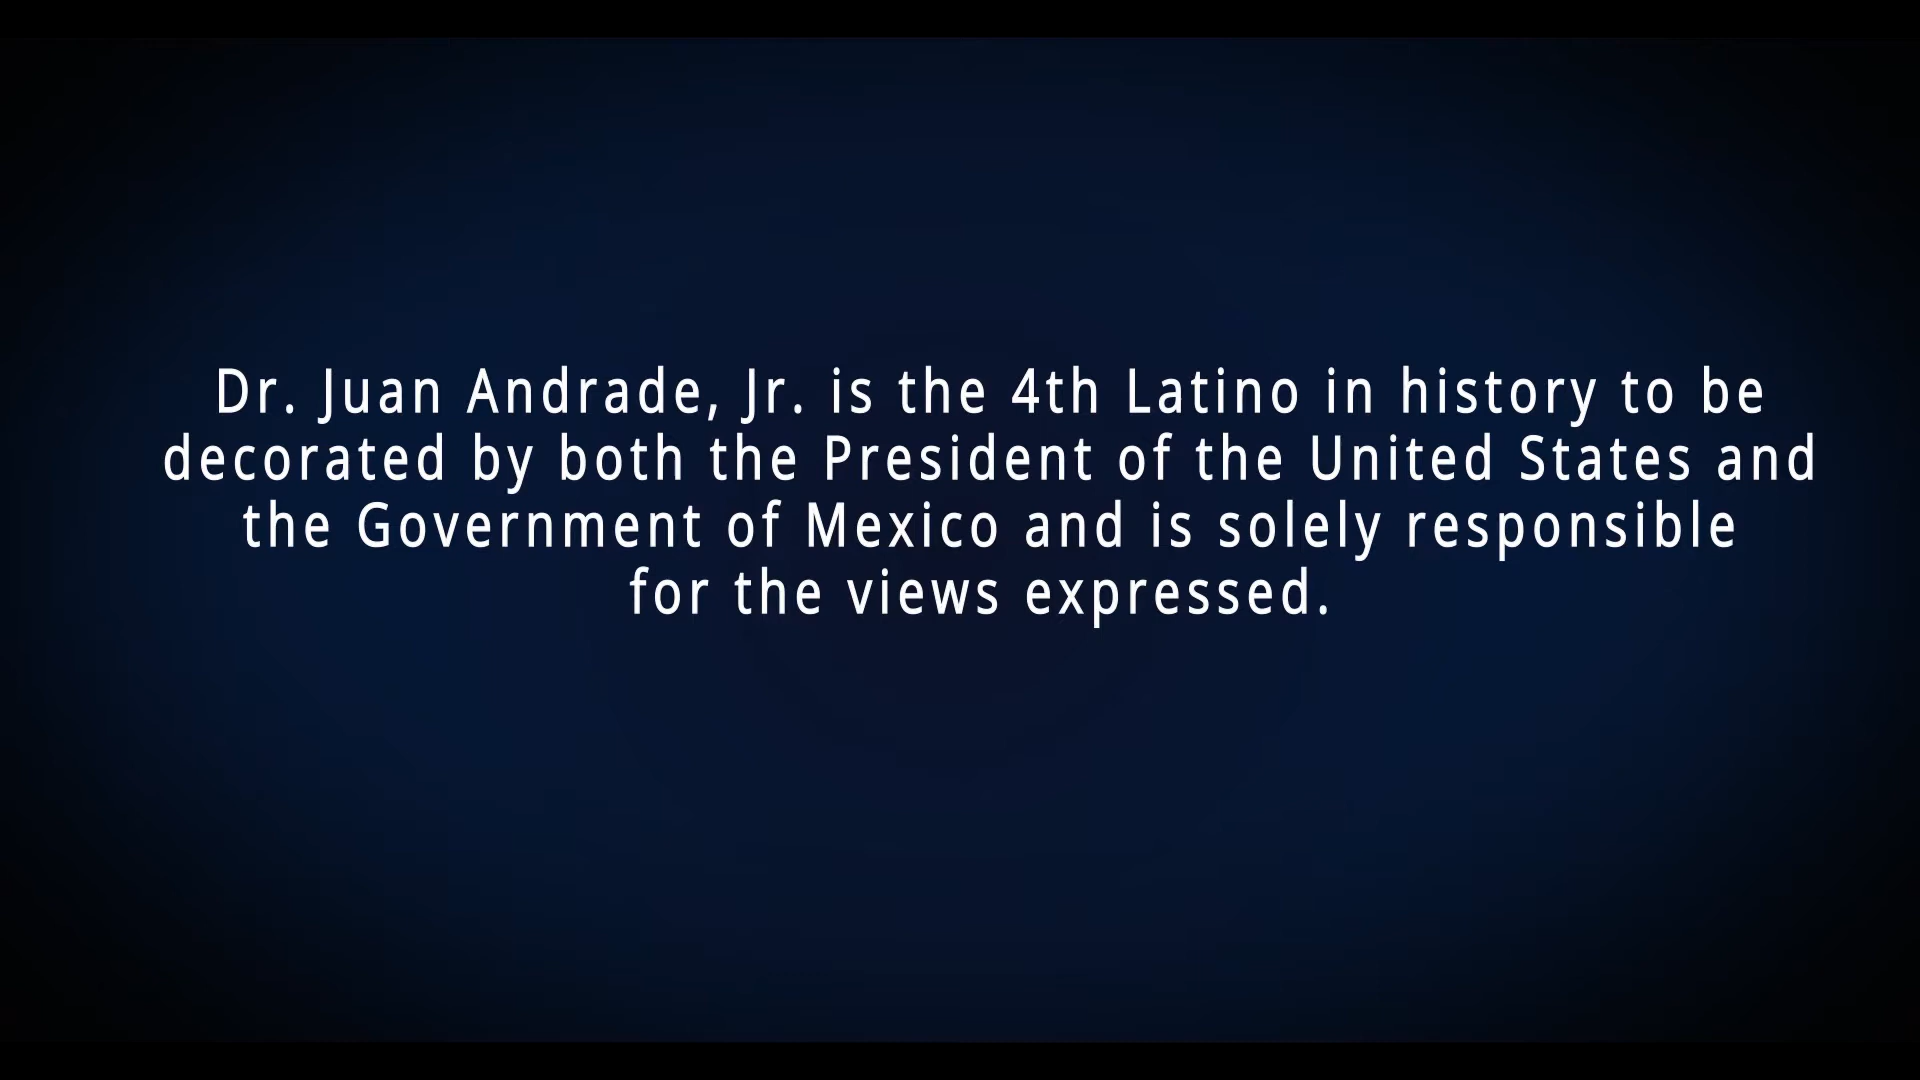 Dr. Juan Andrade, Jr. is the 4th Latino in history to be
decorated by both the President of the United States and
the Government of Mexico and is solely responsible
for the views expressed.